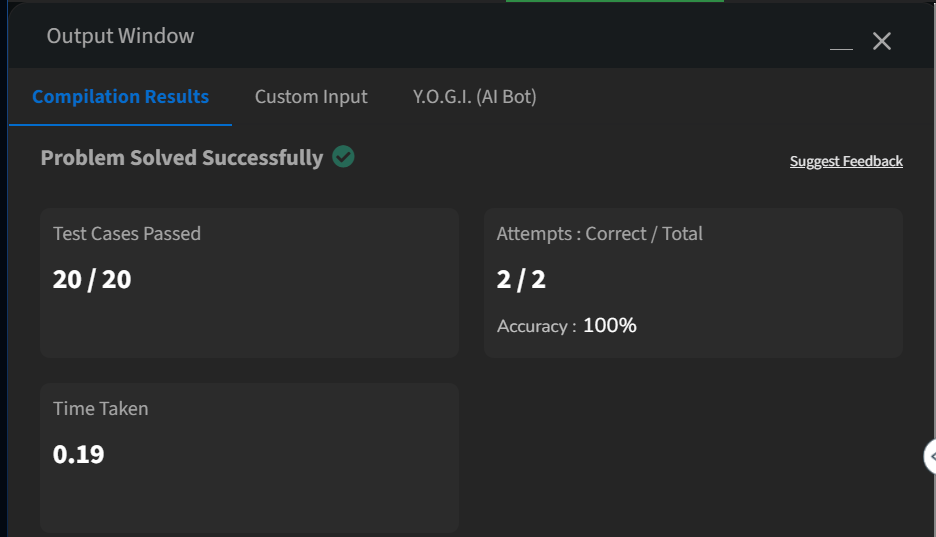 Output Window
Compilation Results Custom Input Y.O.G.I. (AI Bot)
Problem Solved Successfully
Suggest Feedback
Test Cases Passed
20 / 20
Attempts : Correct / Total
2 / 2
Accuracy : 100%
Time Taken
0.19